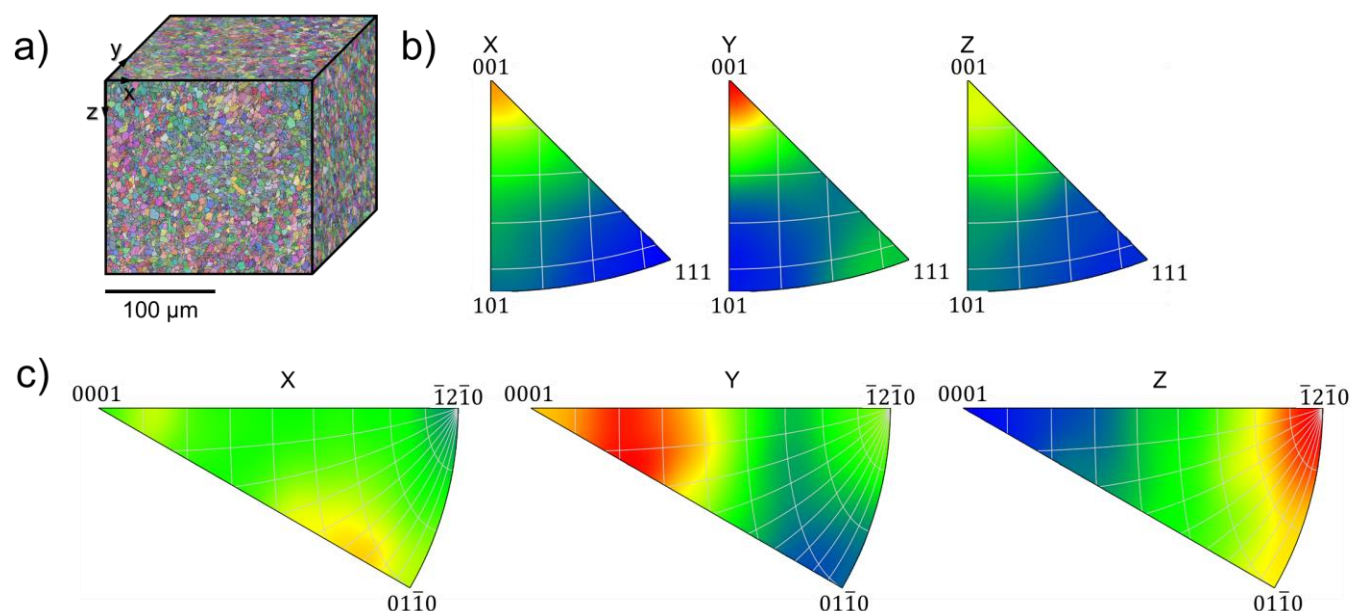 a)
y
x
z
100 µm
b)
X Y Z
001 001 001
111 111 111
101 101 101
c)
X Y Z
0001 1̅21̅0 0001 1̅21̅0 0001 1̅21̅0
011̅0 011̅0 011̅0